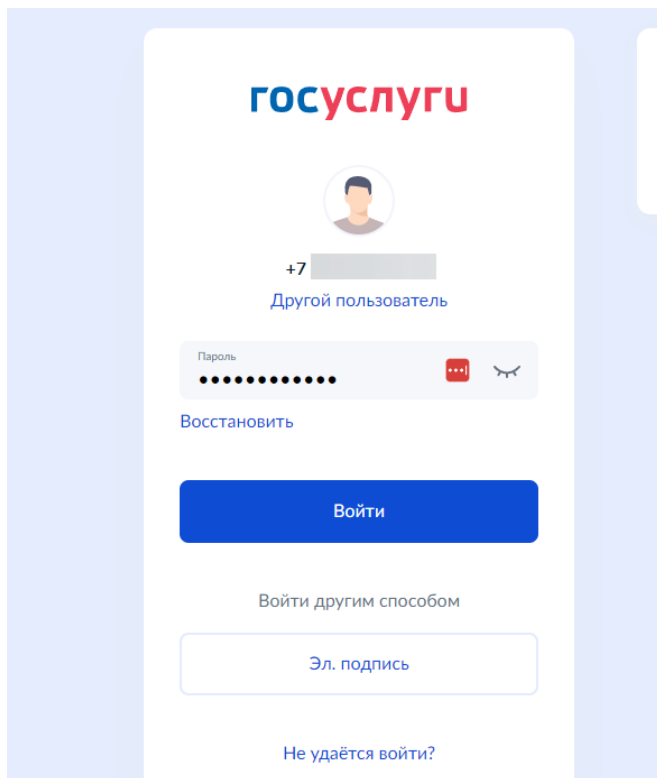 госуслуги
+7
Другой пользователь
Пароль
••••••••••••
Восстановить
Войти
Войти другим способом
Эл. подпись
Не удаётся войти?